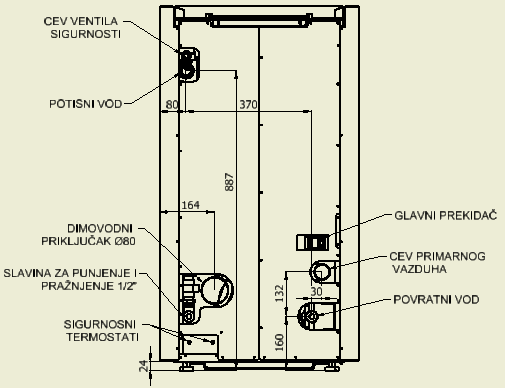 CEV VENTILA
SIGURNOSTI
POTISNI VOD
80
370
887
164
DIMOVODNI
PRIKLJUČAK Ø80
SLAVINA ZA PUNJENJE I
PRAŽNJENJE 1/2"
SIGURNOSNI
TERMOSTATI
24
GLAVNI PREKIDAČ
CEV PRIMARNOG
VAZDUHA
30
132
POVRATNI VOD
160